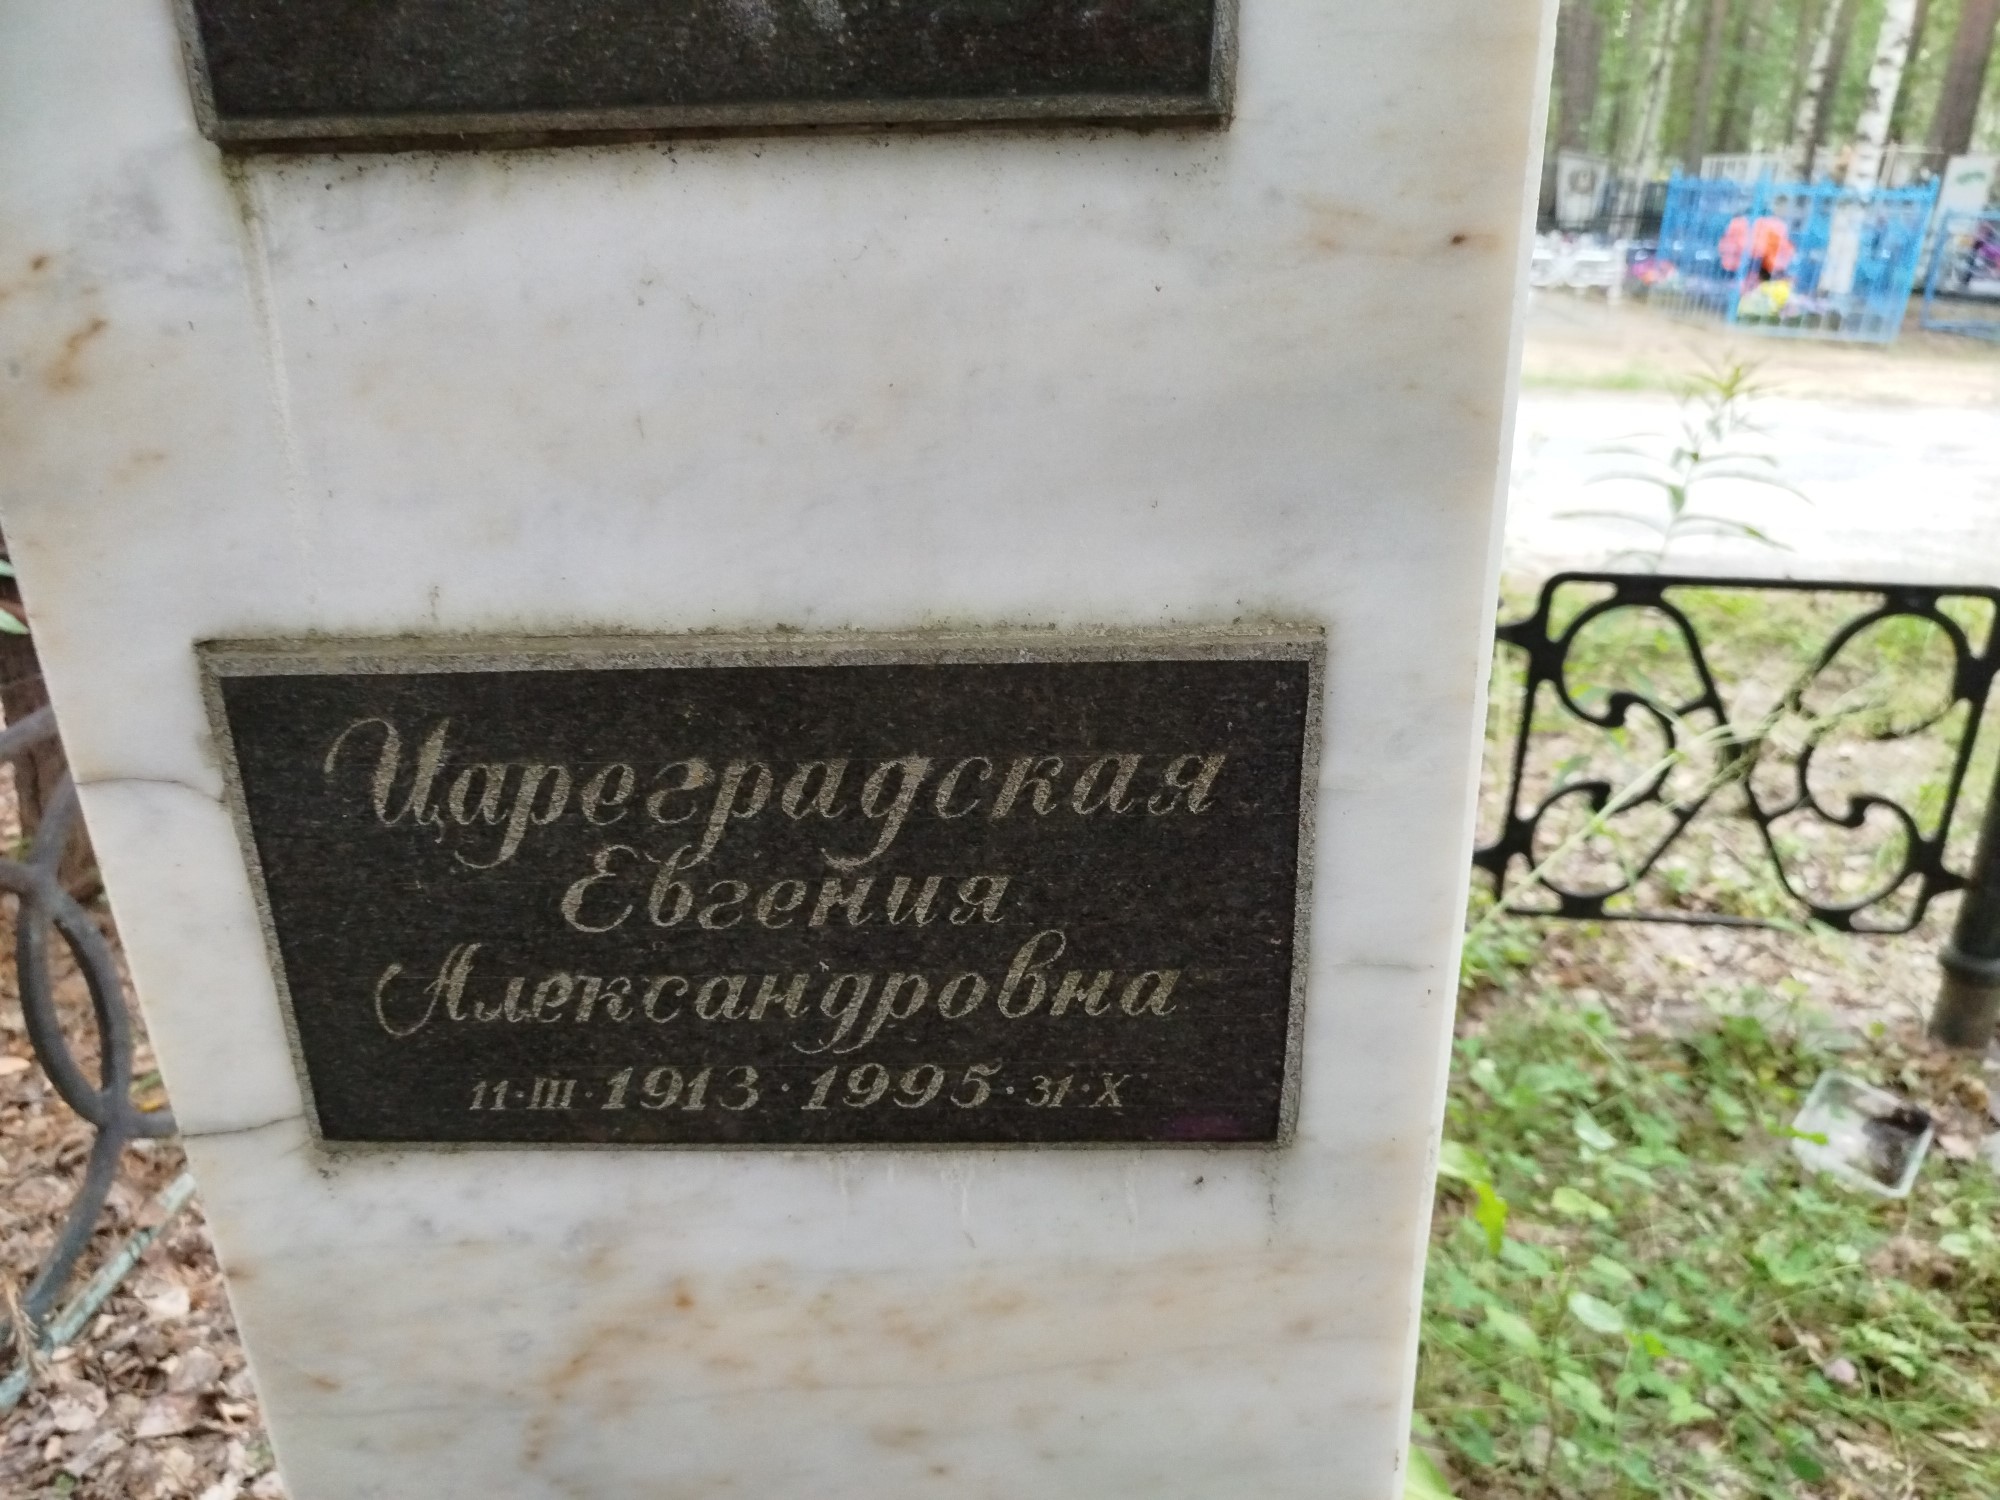 Цареградская
Евгения
Александровна
11·III·1913·1995·31·X